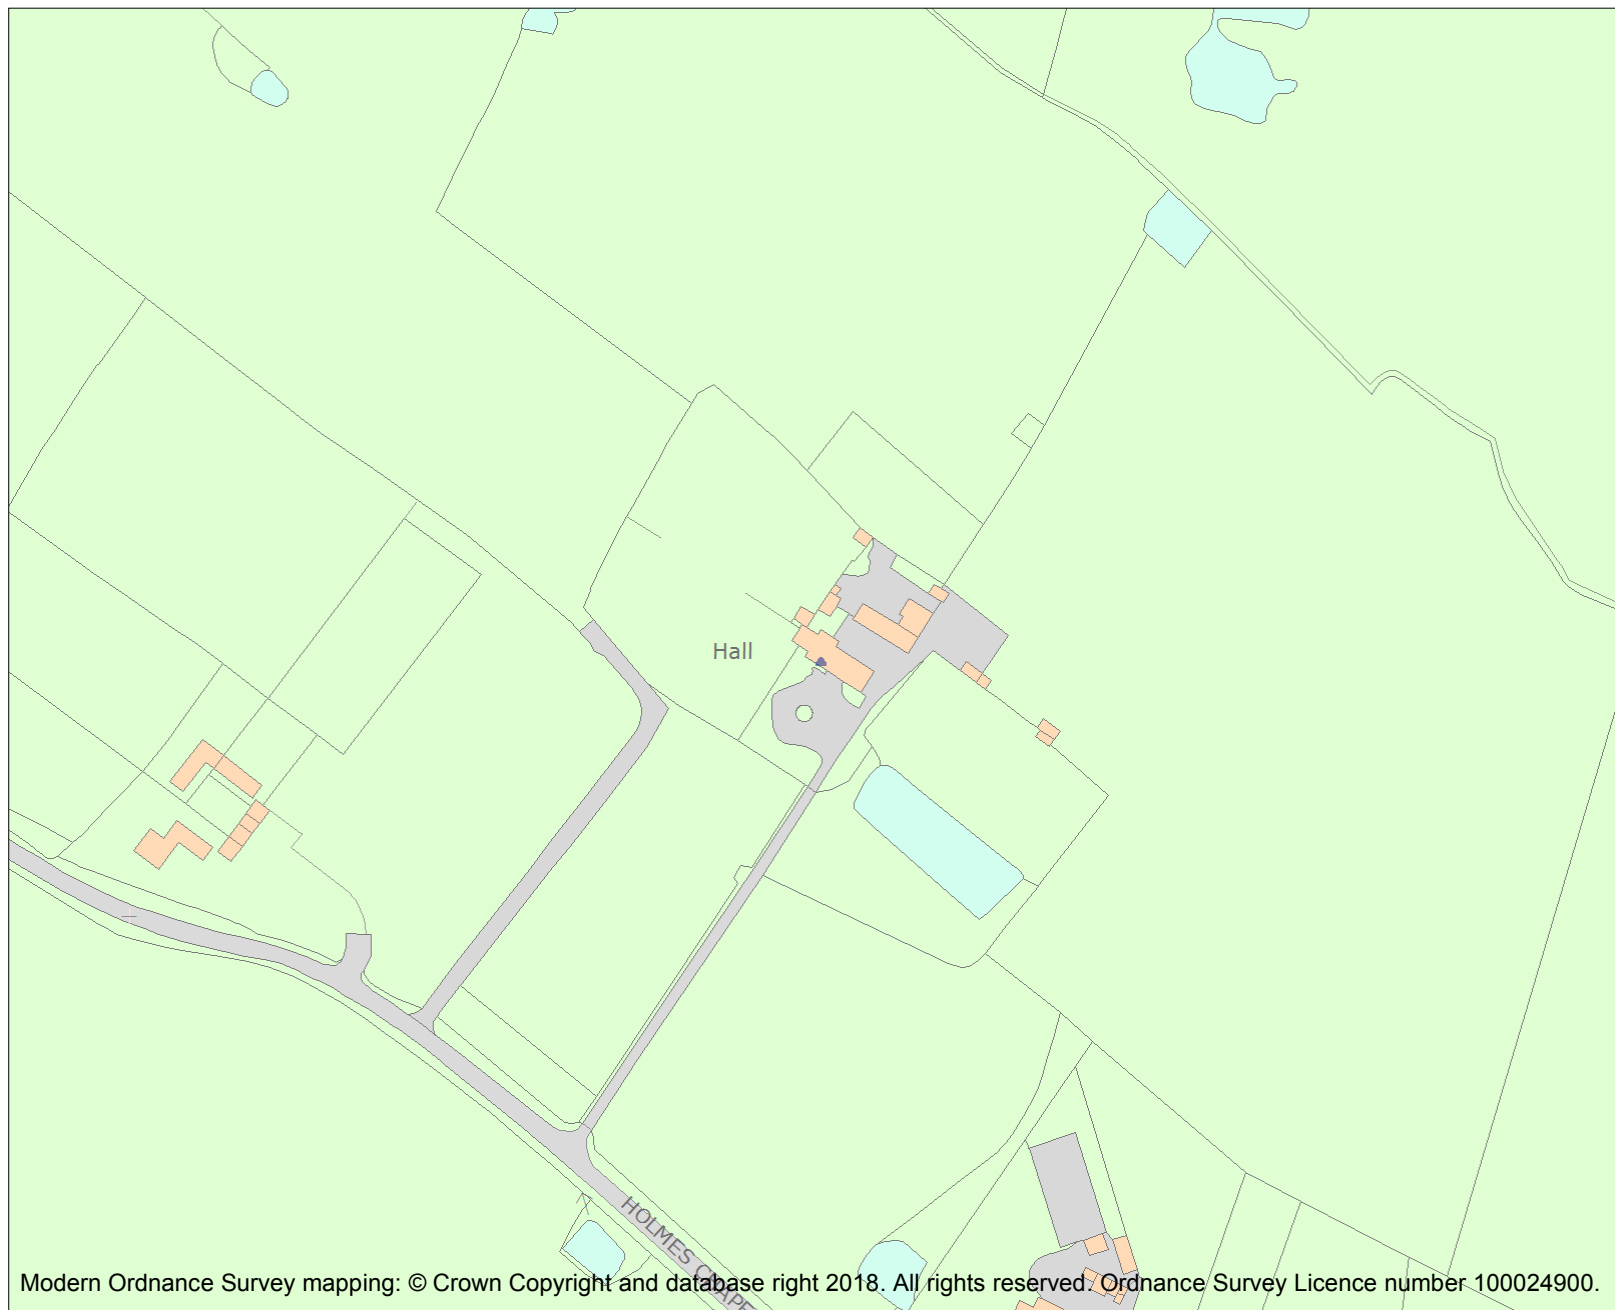 Hall
HOLMES CHAPE
Modern Ordnance Survey mapping: © Crown Copyright and database right 2018. All rights reserved. Ordnance Survey Licence number 100024900.